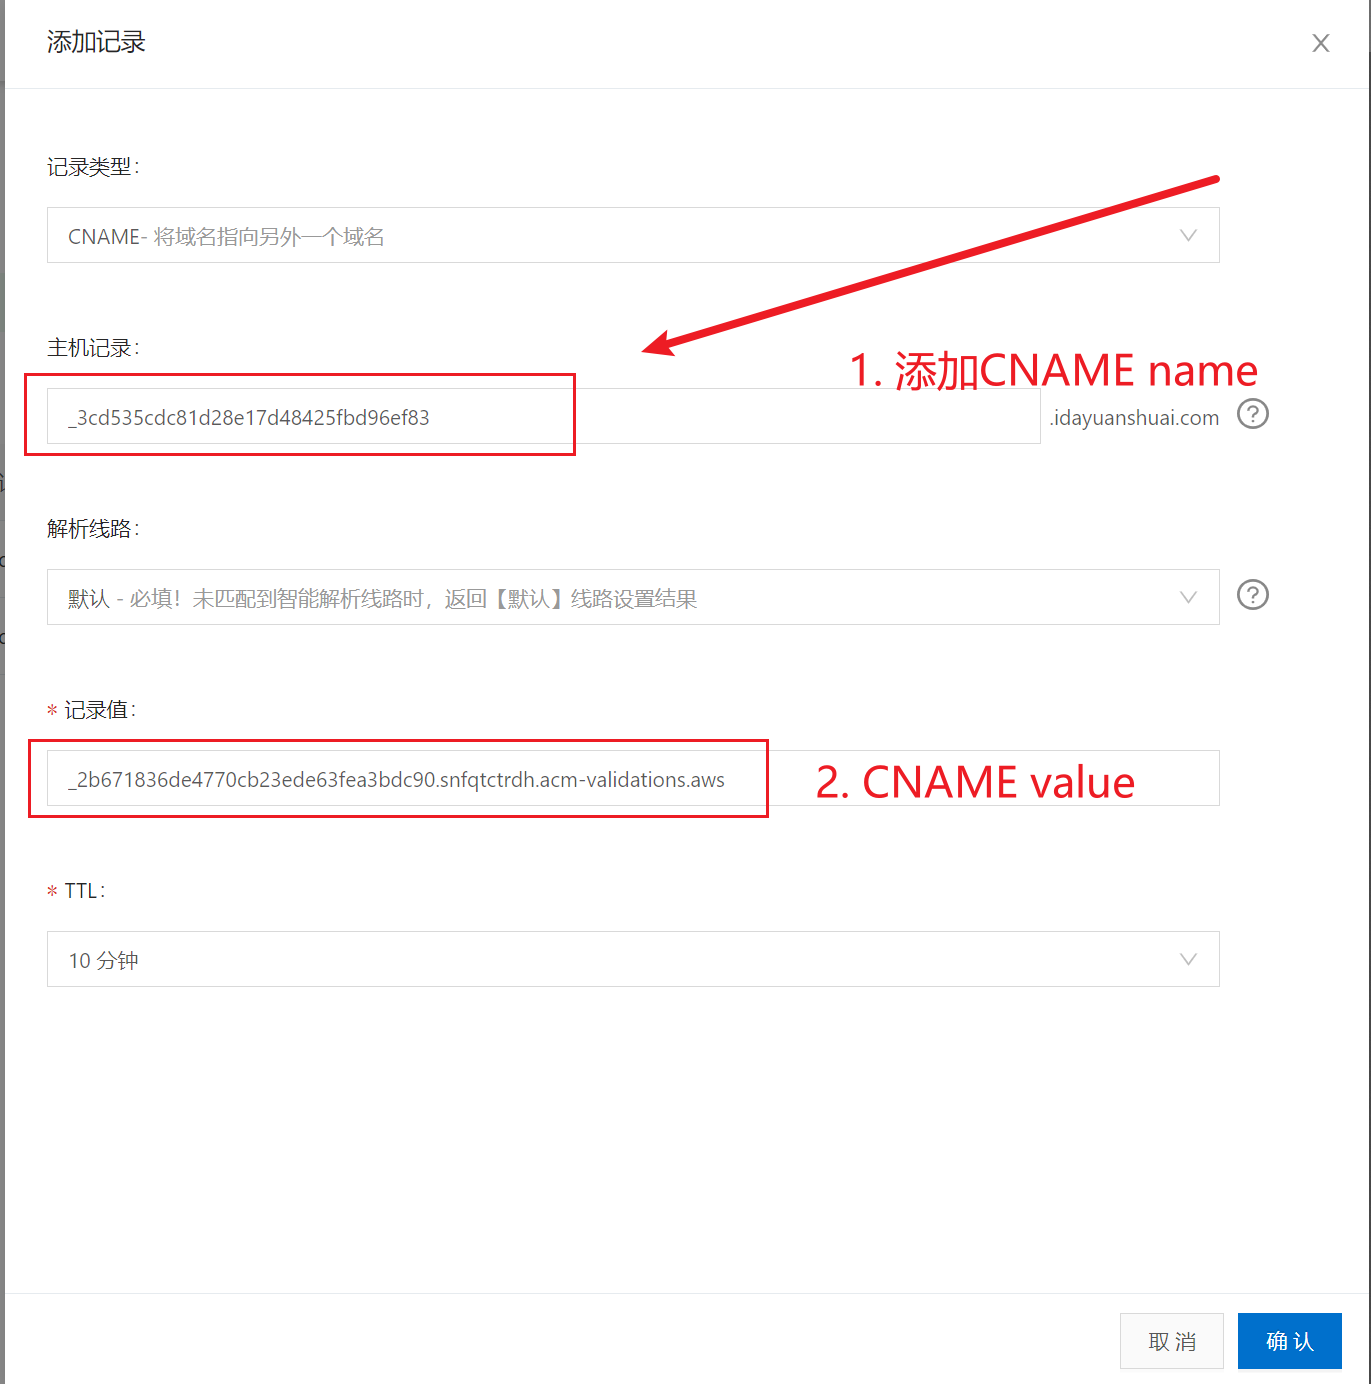 添加记录
记录类型：
CNAME- 将域名指向另外一个域名
主机记录：
1. 添加CNAME name
_3cd535cdc81d28e17d48425fbd96ef83
.idayuanshuai.com
解析线路：
默认 - 必填！未匹配到智能解析线路时，返回【默认】线路设置结果
* 记录值：
_2b671836de4770cb23ede63fea3bdc90.snfqtctrdh.acm-validations.aws
2. CNAME value
* TTL：
10 分钟
取 消
确 认